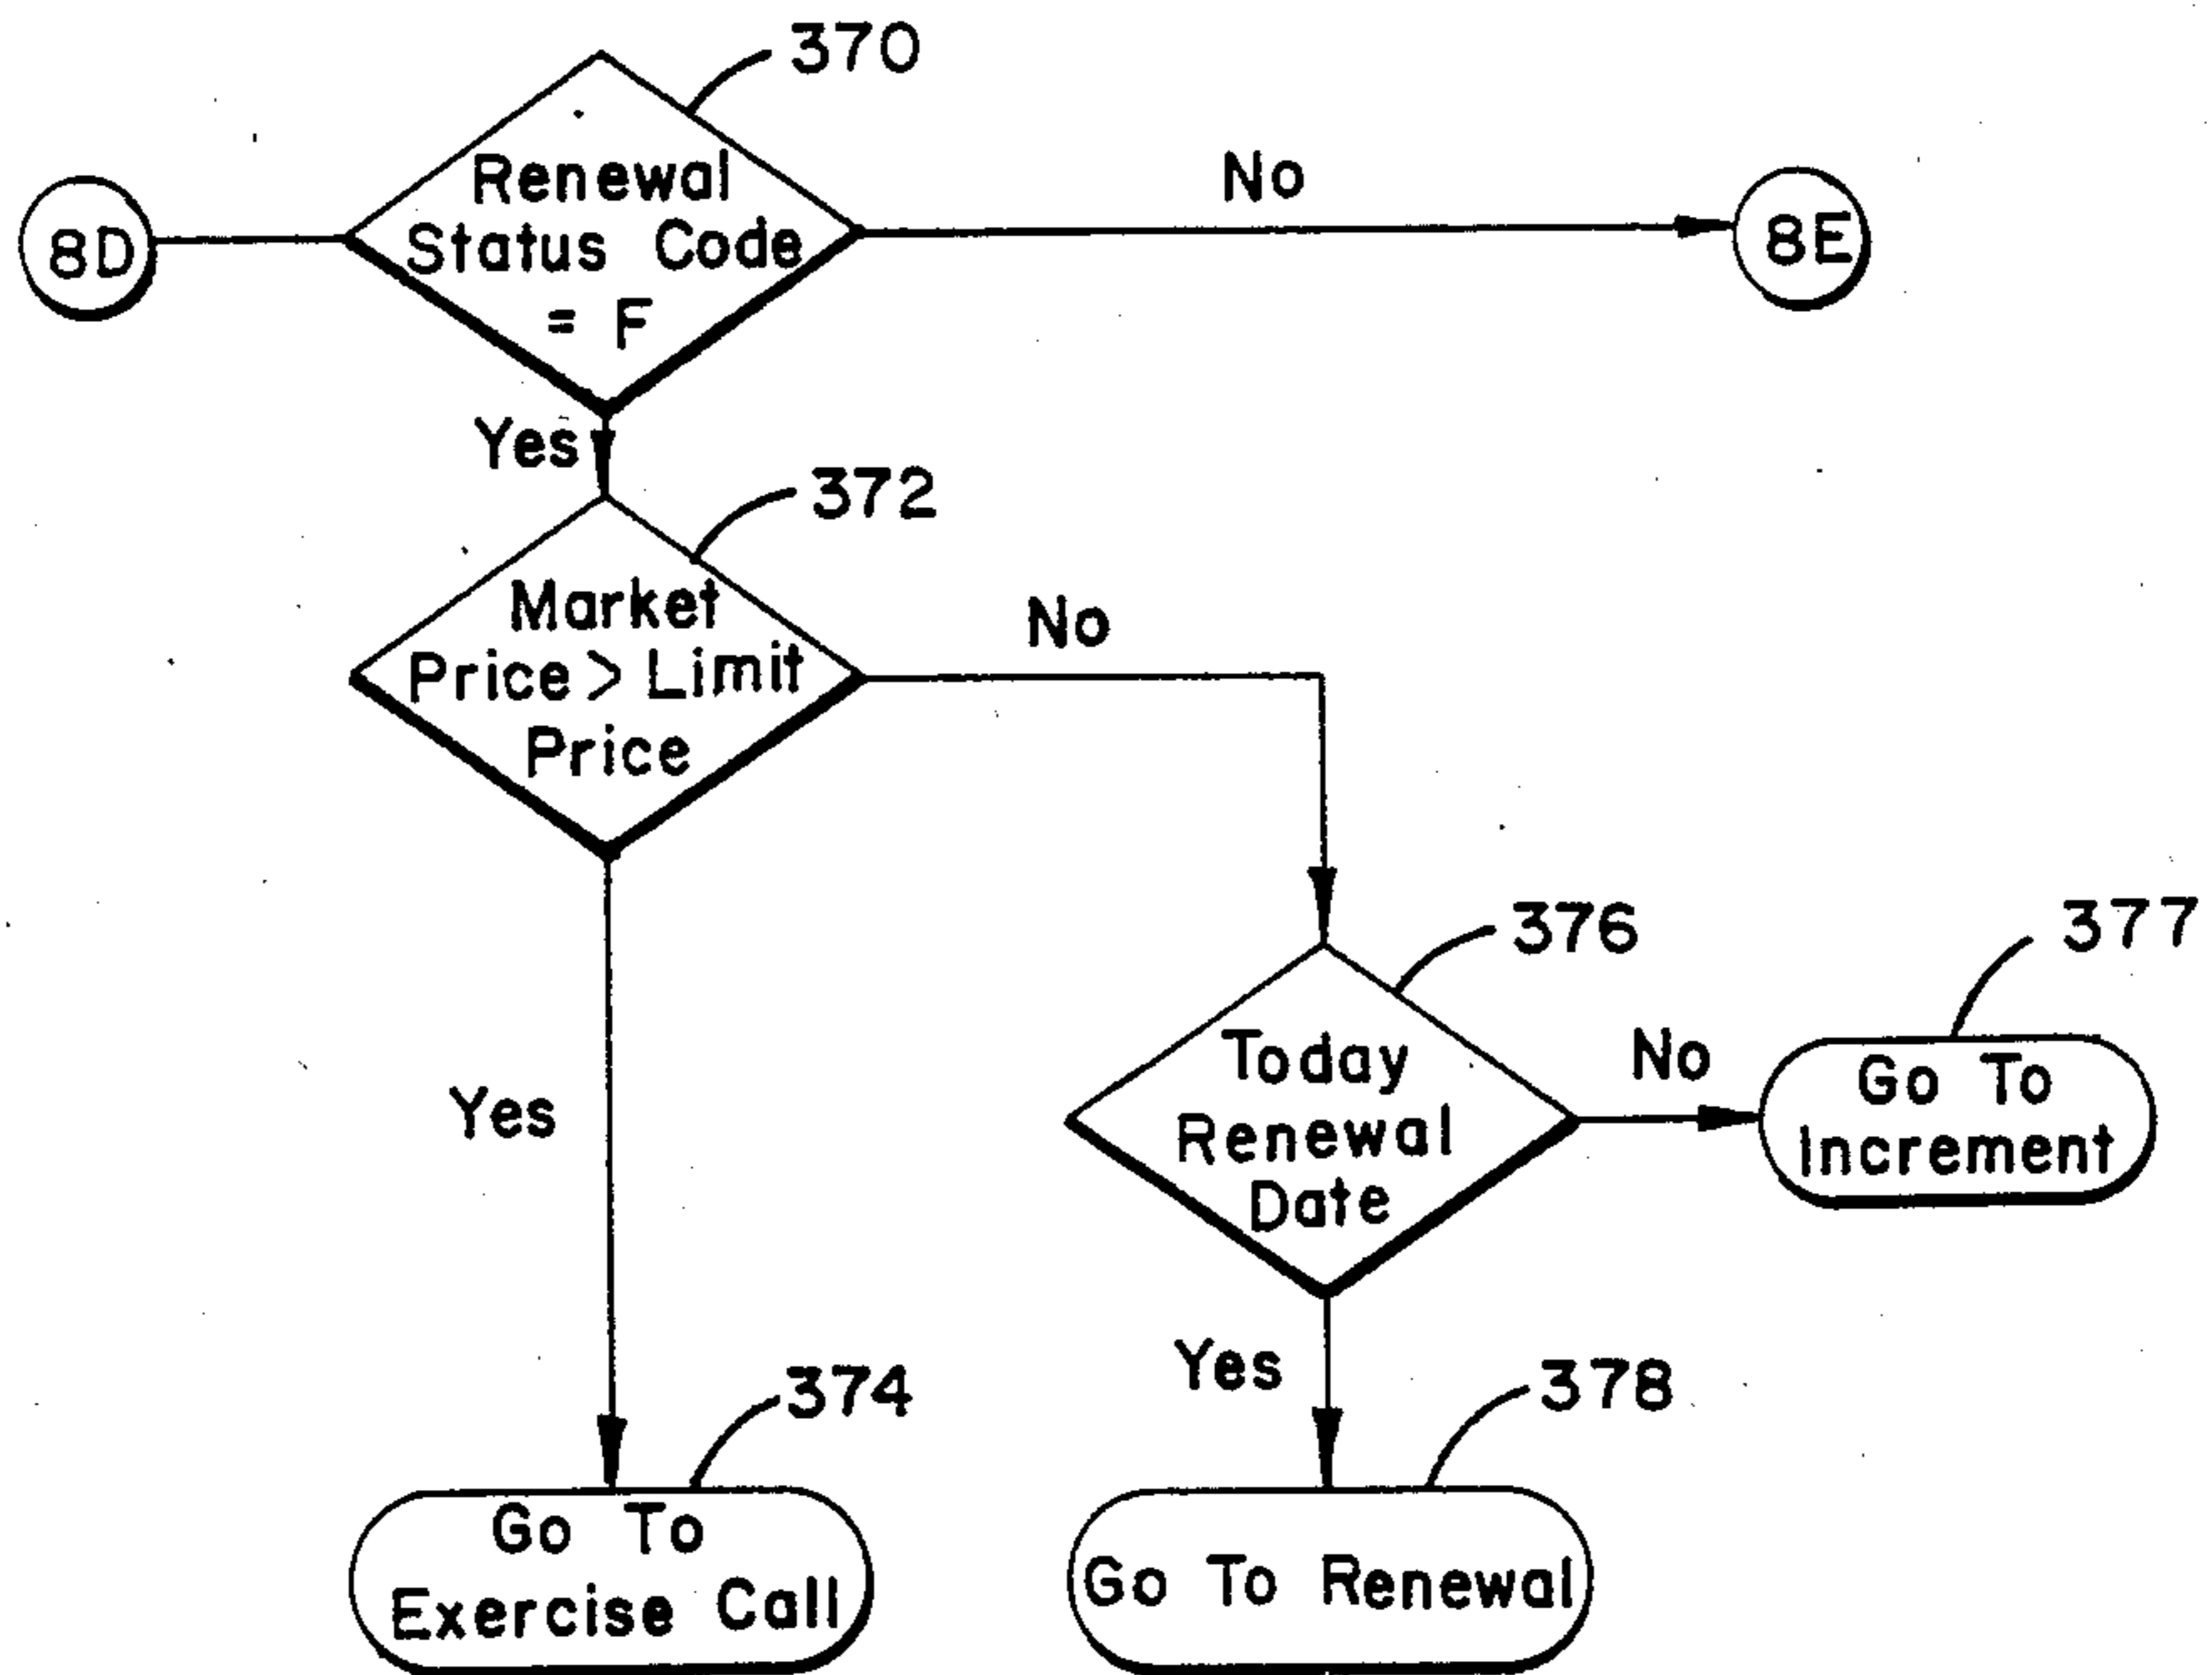 370
Renewal
Status Code
= F
No
8D
8E
Yes
372
Market
Price > Limit
Price
No
Yes
376
Today
Renewal
Date
No
377
Go To
Increment
Yes
374
Go To
Exercise Call
378
Go To Renewal